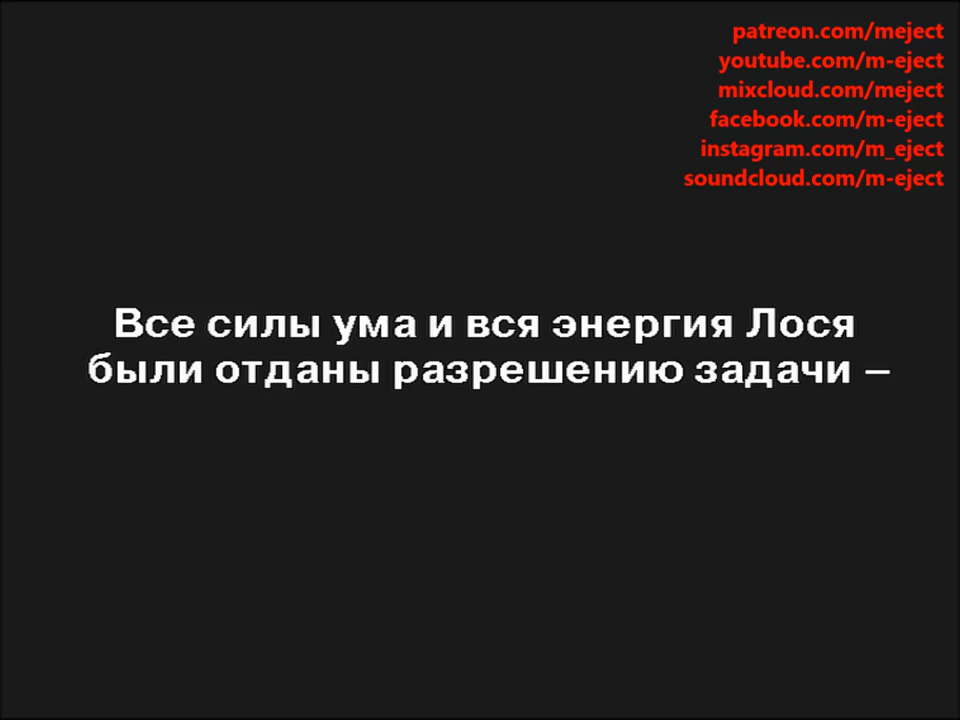 patreon.com/meject
youtube.com/m-eject
mixcloud.com/meject
facebook.com/m-eject
instagram.com/m_eject
soundcloud.com/m-eject
Все силы ума и вся энергия Лося
были отданы разрешению задачи –